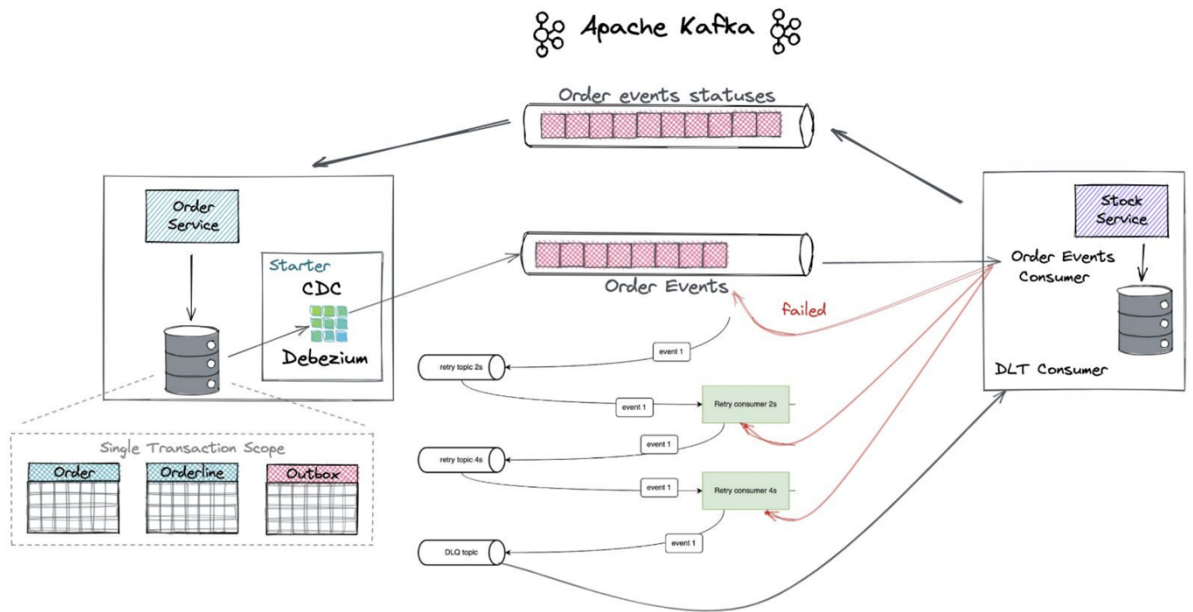 Apache Kafka
Order events statuses
Order
Service
Starter
CDC
Debezium
Order Events
failed
Stock
Service
Order Events
Consumer
DLT Consumer
event 1
retry topic 2s
event 1
Retry consumer 2s
event 1
retry topic 4s
event 1
Retry consumer 4s
event 1
DLQ topic
Single Transaction Scope
Order
Orderline
Outbox